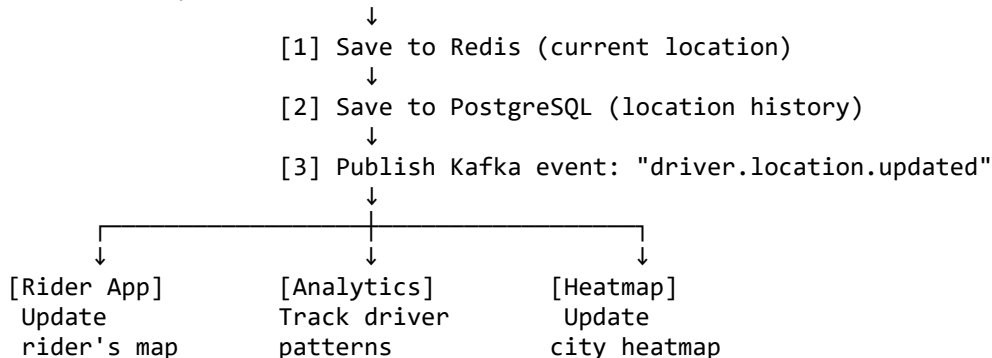 [1] Save to Redis (current location)
[2] Save to PostgreSQL (location history)
[3] Publish Kafka event: "driver.location.updated"
[Rider App] [Analytics] [Heatmap]
Update Track driver Update
rider's map patterns city heatmap